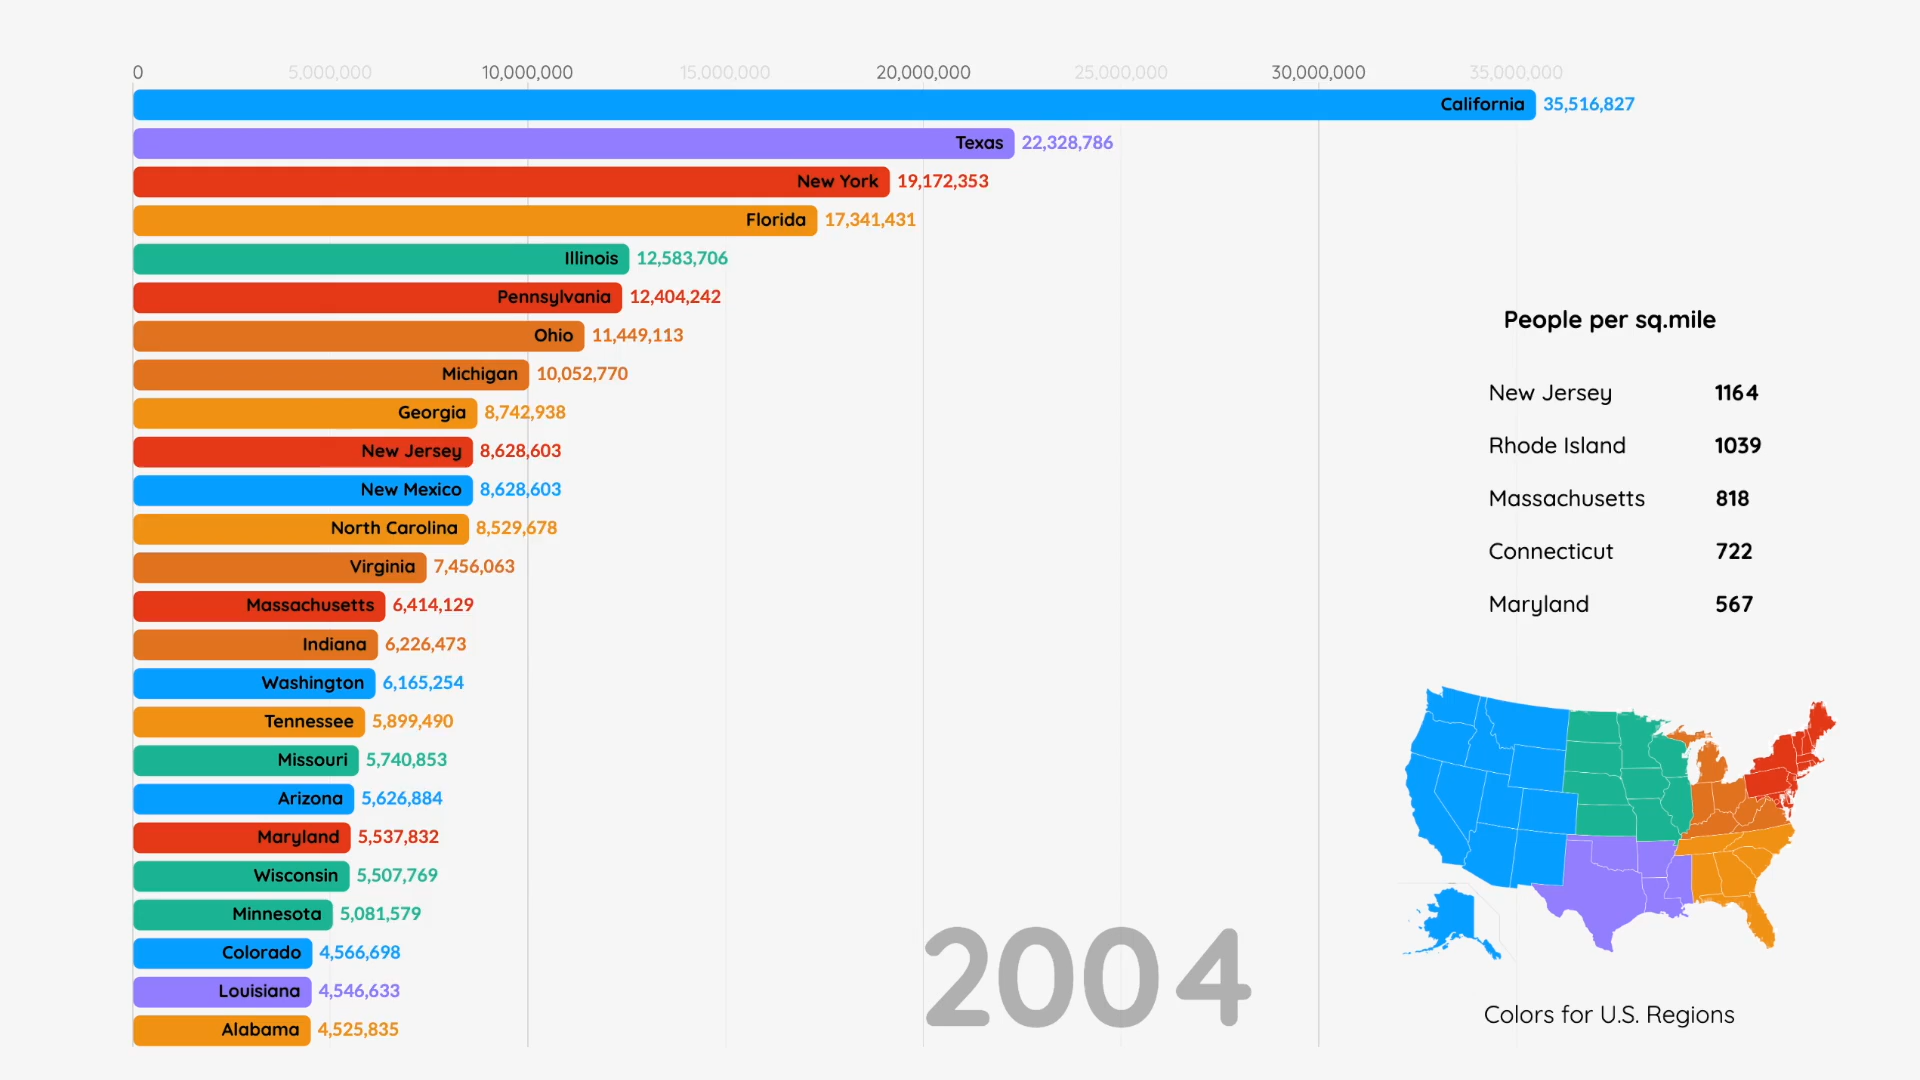 0 5,000,000 10,000,000 15,000,000 20,000,000 25,000,000 30,000,000 35,000,000
California 35,516,827
Texas 22,328,786
New York 19,172,353
Florida 17,341,431
Illinois 12,583,706
Pennsylvania 12,404,242
Ohio 11,449,113
Michigan 10,052,770
Georgia 8,742,938
New Jersey 8,628,603
New Mexico 8,628,603
North Carolina 8,529,678
Virginia 7,456,063
Massachusetts 6,414,129
Indiana 6,226,473
Washington 6,165,254
Tennessee 5,899,490
Missouri 5,740,853
Arizona 5,626,884
Maryland 5,537,832
Wisconsin 5,507,769
Minnesota 5,081,579
Colorado 4,566,698
Louisiana 4,546,633
Alabama 4,525,835
2004
People per sq.mile
New Jersey 1164
Rhode Island 1039
Massachusetts 818
Connecticut 722
Maryland 567
Colors for U.S. Regions